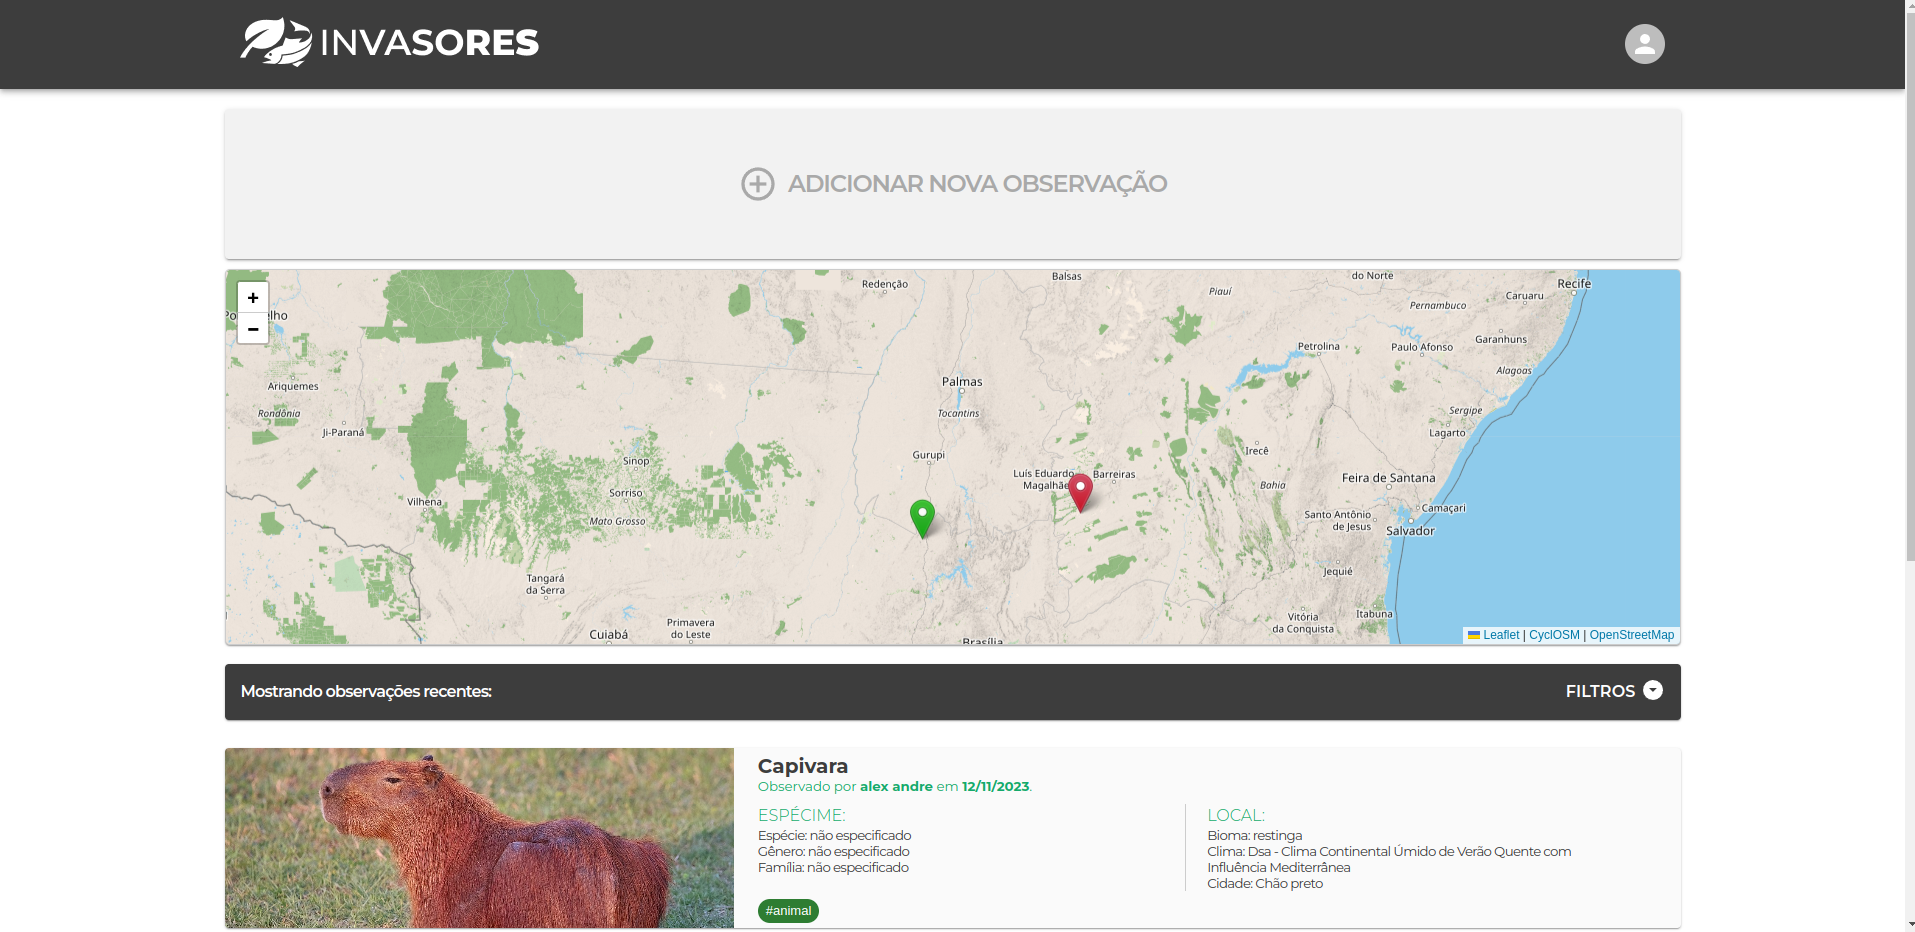 INVASORES
ADICIONAR NOVA OBSERVAÇÃO
+
−
Redenção
Balsas
do Norte
Recife
Piauí
Caruaru
Pernambuco
Garanhuns
Petrolina
Paulo Afonso
Alagoas
Ariquemes
Palmas
Rondônia
Tocantins
Sergipe
Ji-Paraná
Lagarto
Gurupi
Irecê
Sinop
Luís Eduardo
Barreiras
Feira de Santana
Bahia
Sorriso
Vilhena
Camaçari
Santo Antônio
de Jesus
Mato Grosso
Salvador
Jequié
Tangará
da Serra
Itabuna
Vitória
da Conquista
Primavera
do Leste
Cuiabá
Brasília
Leaflet | CyclOSM | OpenStreetMap
Mostrando observações recentes:
FILTROS
Capivara
Observado por alex andre em 12/11/2023.
ESPÉCIME:
Espécie: não especificado
Gênero: não especificado
Família: não especificado
LOCAL:
Bioma: restinga
Clima: Dsa - Clima Continental Úmido de Verão Quente com
Influência Mediterrânea
Cidade: Chão preto
#animal